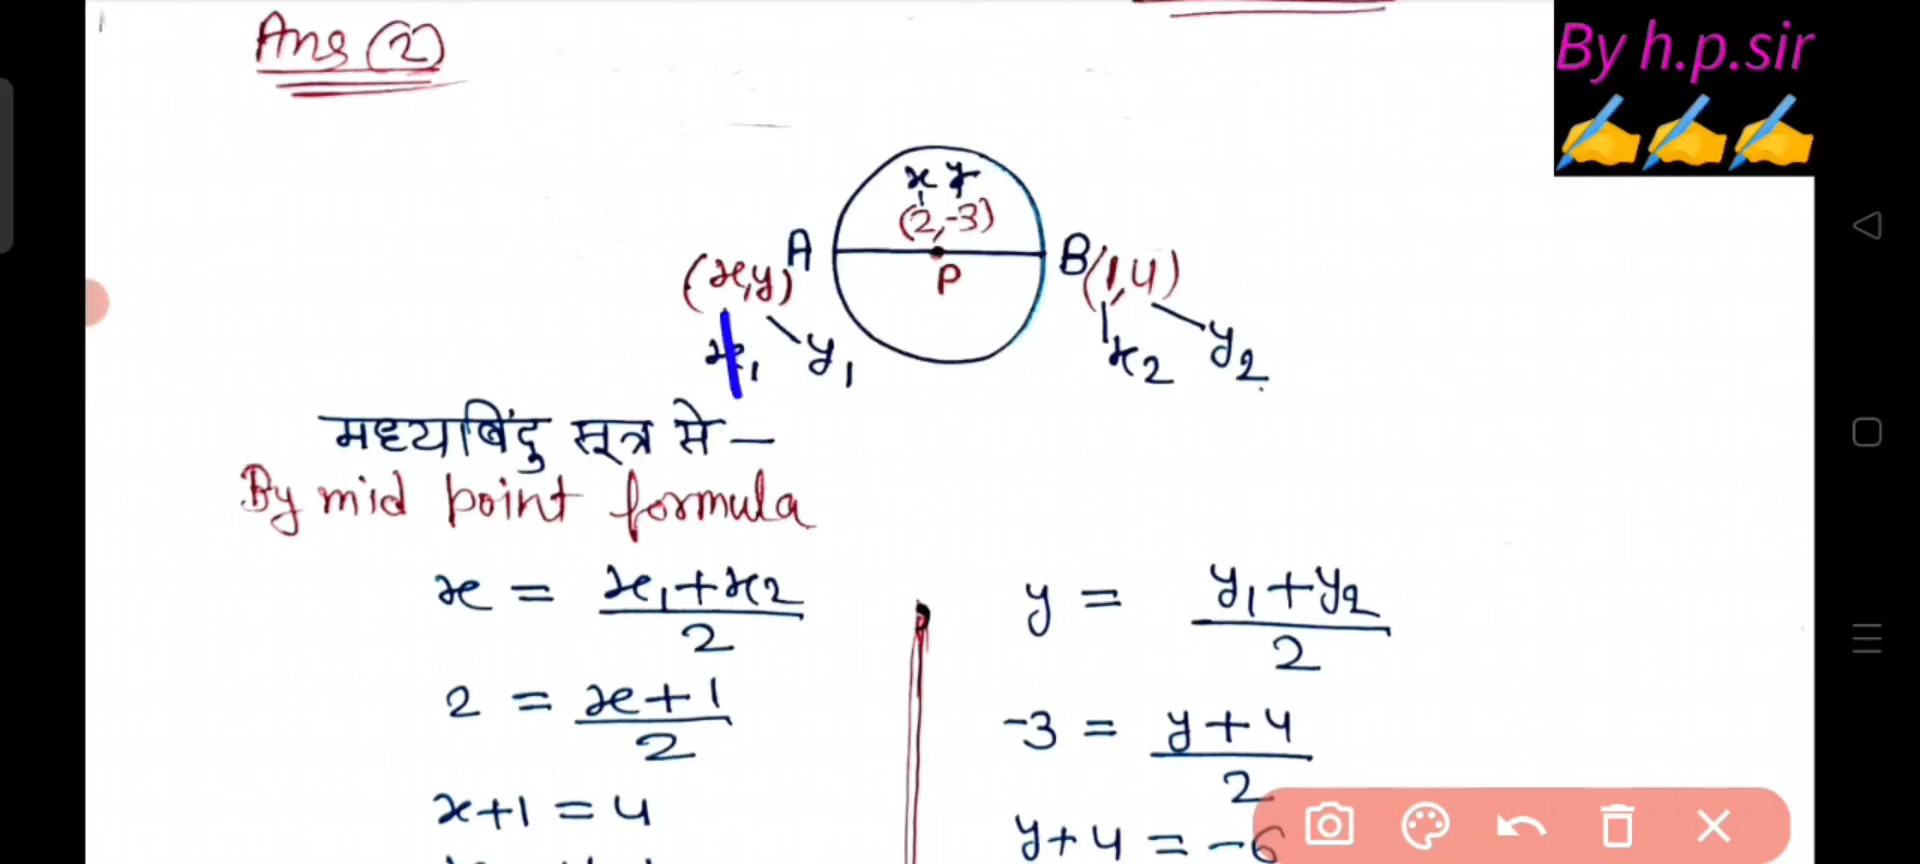 Ans (2)
By h.p.sir
x y
(2,-3)
A
B(1,4)
(x,y)
P
x₁ y₁
x₂ y₂
मध्यबिंदु सूत्र से –
By mid point formula
x = x₁+x₂/2
y = y₁+y₂/2
2 = x+1/2
-3 = y+4/2
x+1 = 4
y+4 = -6